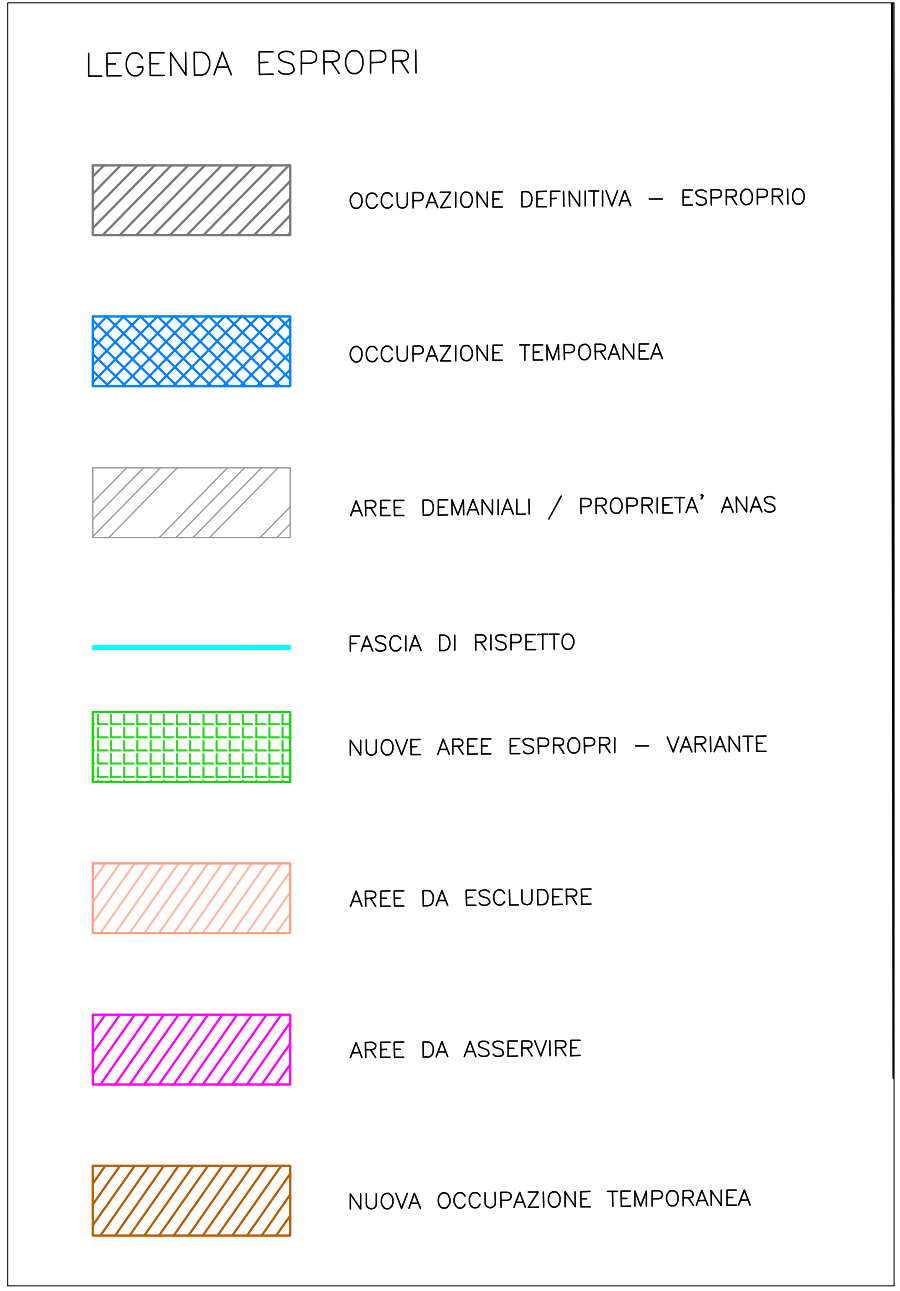 LEGENDA ESPROPRI
OCCUPAZIONE DEFINITIVA – ESPROPRIO
OCCUPAZIONE TEMPORANEA
AREE DEMANIALI / PROPRIETA' ANAS
FASCIA DI RISPETTO
NUOVE AREE ESPROPRI – VARIANTE
AREE DA ESCLUDERE
AREE DA ASSERVIRE
NUOVA OCCUPAZIONE TEMPORANEA